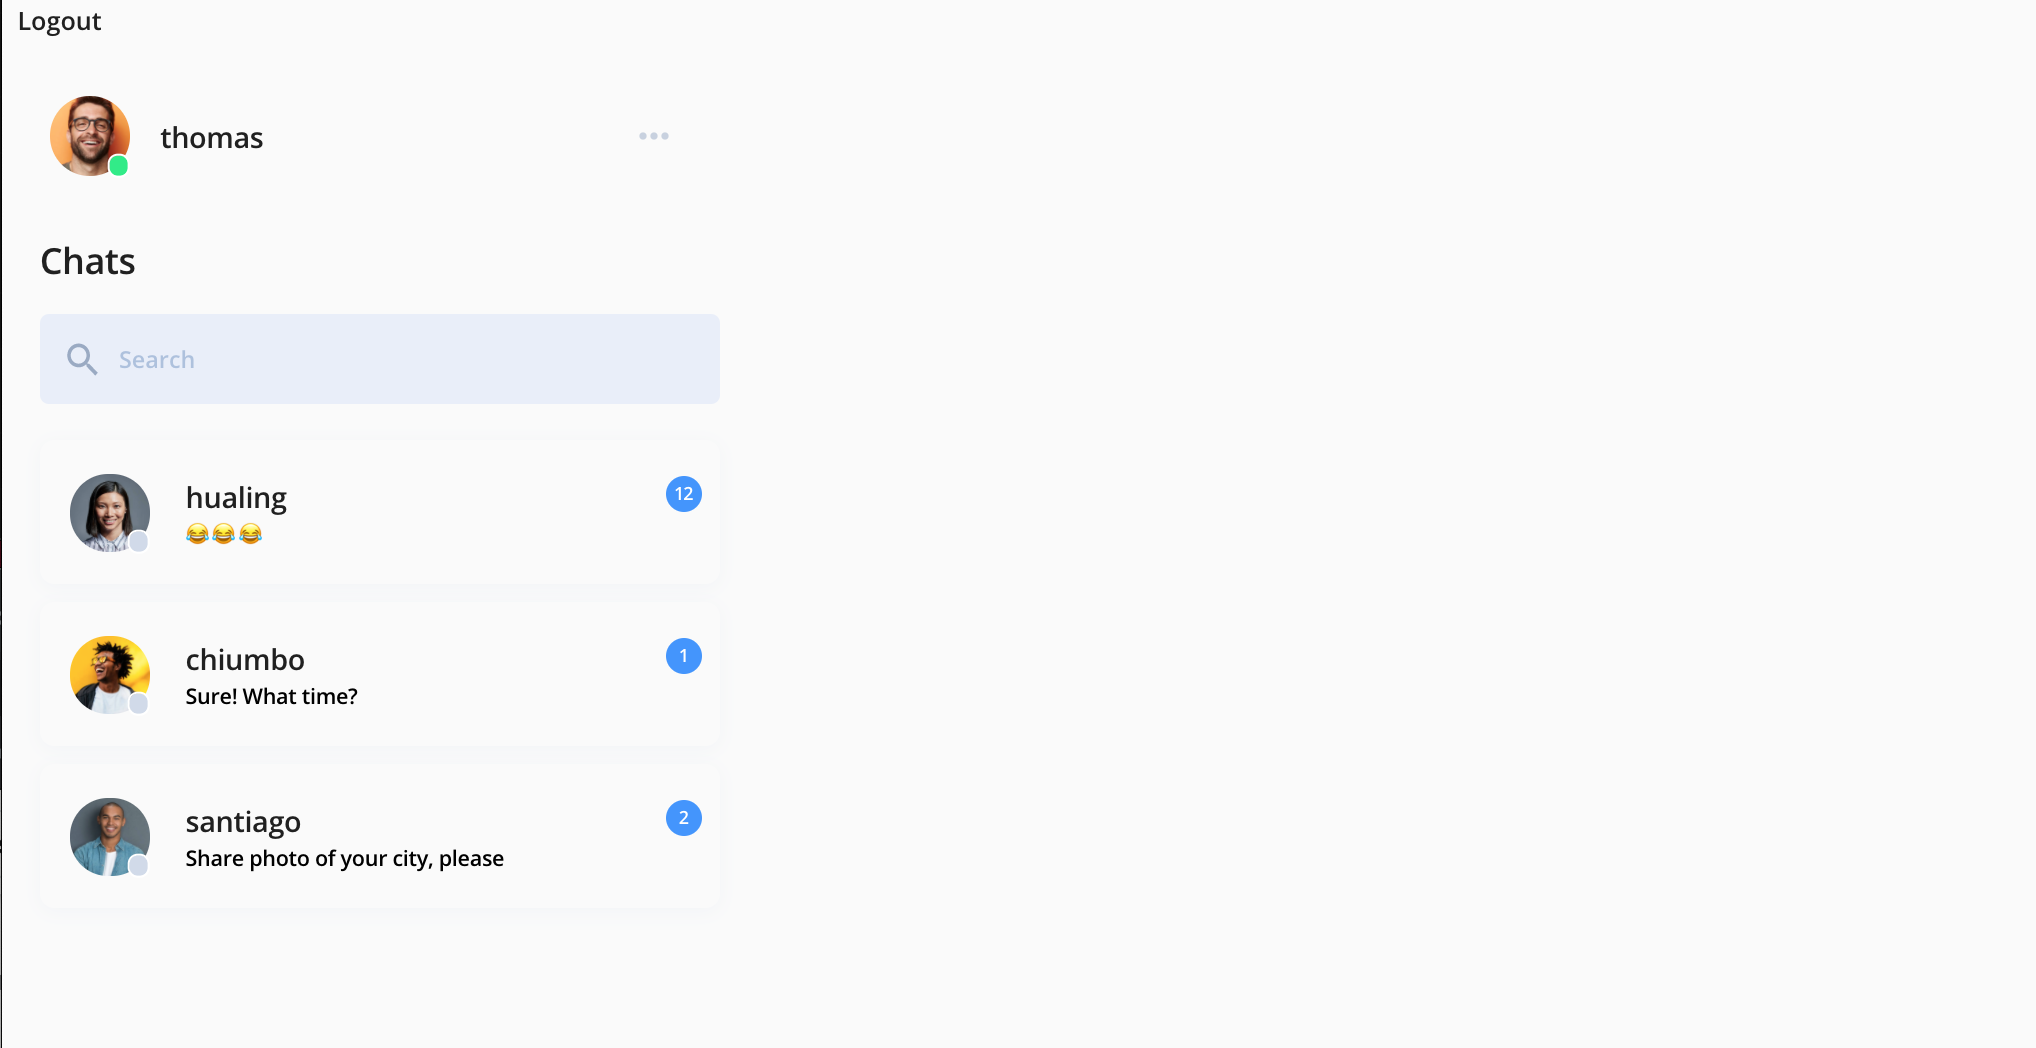 Logout
thomas
Chats
Search
hualing
12
😂😂😂
chiumbo
1
Sure! What time?
santiago
2
Share photo of your city, please